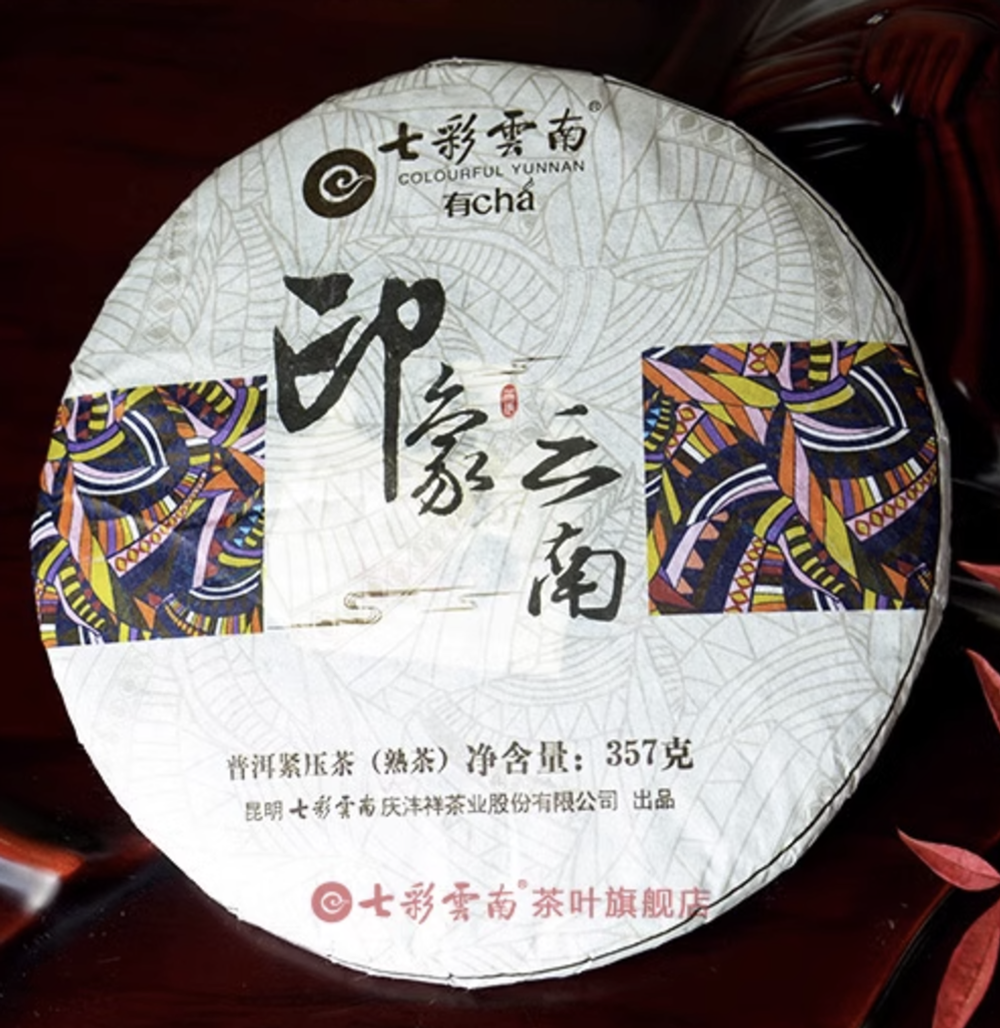 七彩雲南®
COLOURFUL YUNNAN
有chá
印象
云南
普洱紧压茶（熟茶）净含量：357克
昆明七彩雲南庆沣祥茶业股份有限公司 出品
七彩雲南®茶叶旗舰店